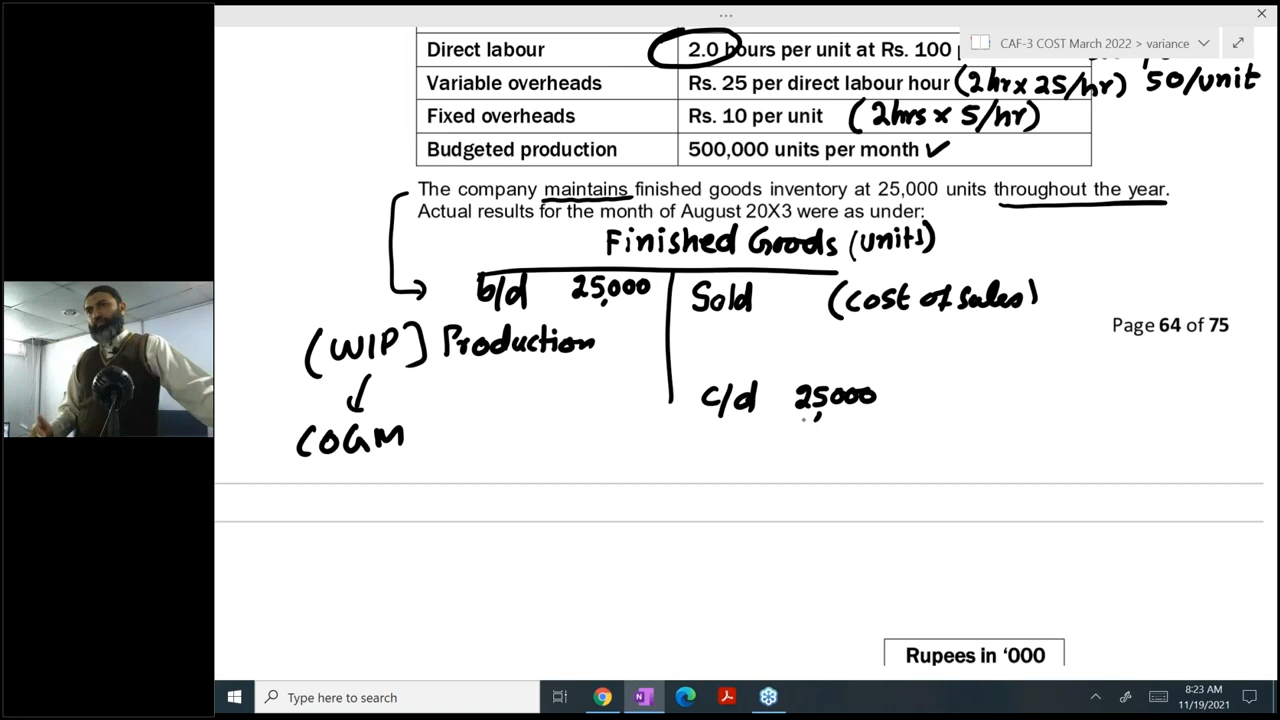 CAF-3 COST March 2022 > variance
Direct labour 2.0 hours per unit at Rs. 100
Variable overheads Rs. 25 per direct labour hour (2hr x 25/hr) 50/unit
Fixed overheads Rs. 10 per unit (2hrs x 5/hr)
Budgeted production 500,000 units per month ✓
The company maintains finished goods inventory at 25,000 units throughout the year.
Actual results for the month of August 20X3 were as under:
Finished Goods (units)
b/d 25,000 Sold (cost of sales)
(WIP] Production
Page 64 of 75
c/d 25,000
COGM
Rupees in ‘000
Type here to search
8:23 AM
11/19/2021